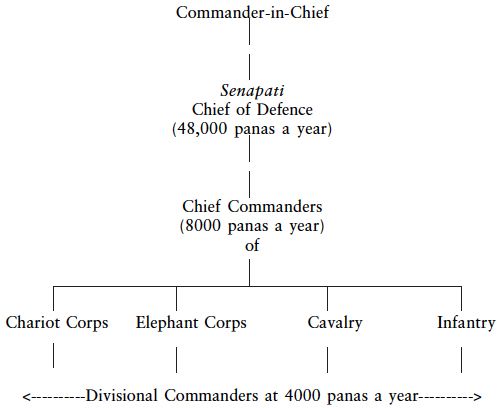 Commander-in-Chief
Senapati
Chief of Defence
(48,000 panas a year)
Chief Commanders
(8000 panas a year)
of
Chariot Corps Elephant Corps Cavalry Infantry
<----------Divisional Commanders at 4000 panas a year---------->